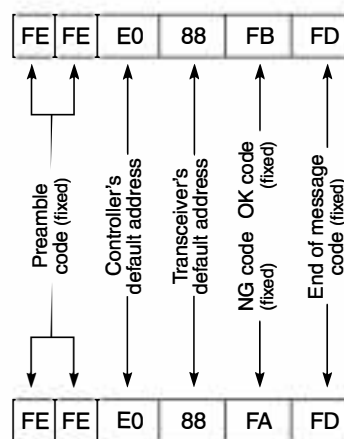 FE FE E0 88 FB FD
Preamble
code (fixed)
Controller's
default address
Transceiver's
default address
OK code
(fixed)
NG code
(fixed)
End of message
code (fixed)
FE FE E0 88 FA FD